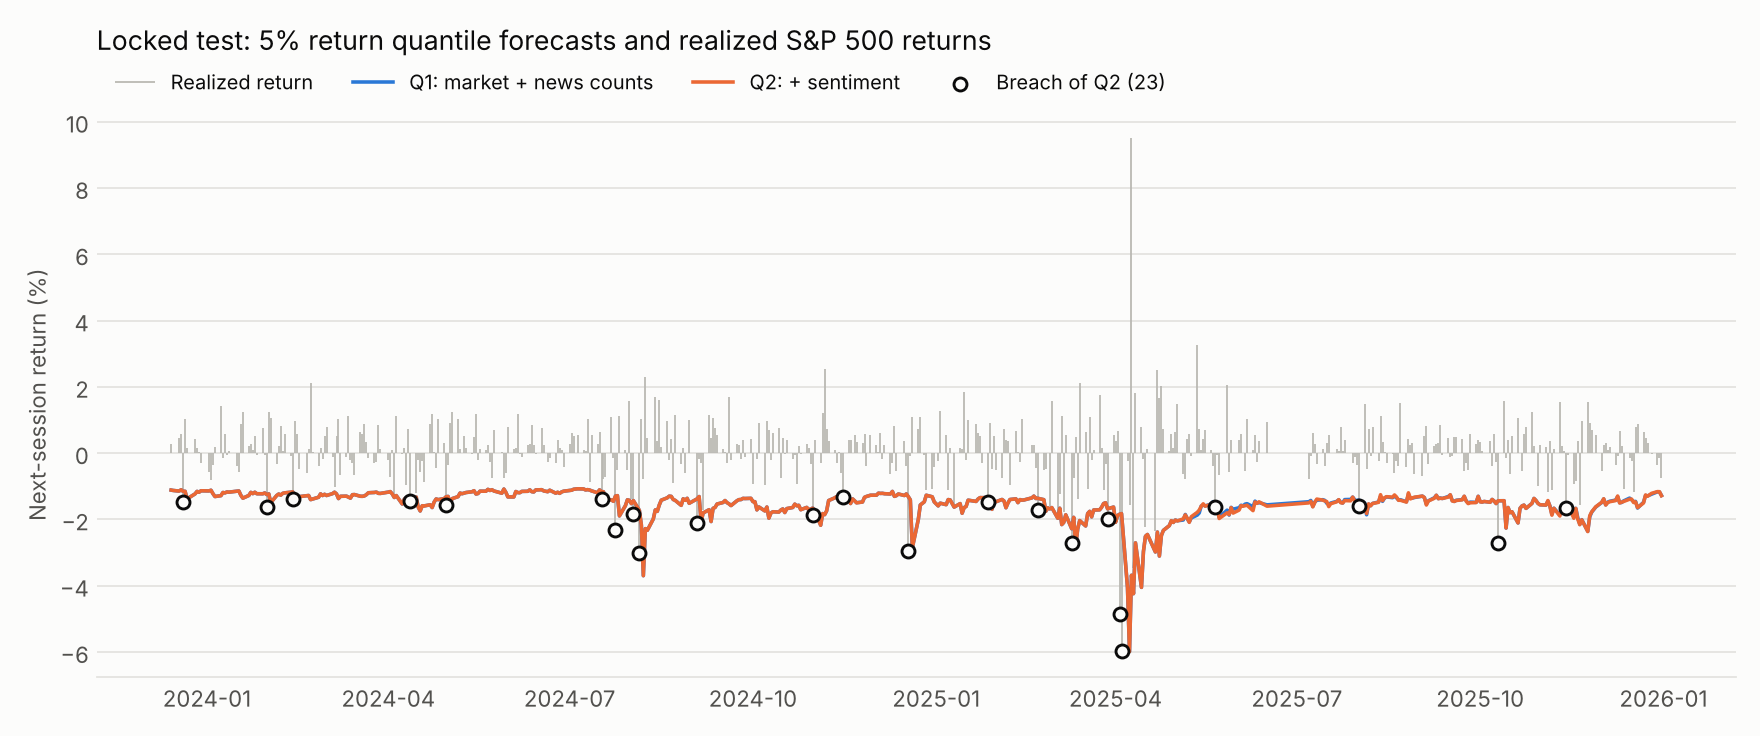 Locked test: 5% return quantile forecasts and realized S&P 500 returns
Realized return Q1: market + news counts Q2: + sentiment Breach of Q2 (23)
Next-session return (%)
10
8
6
4
2
0
−2
−4
−6
2024-01 2024-04 2024-07 2024-10 2025-01 2025-04 2025-07 2025-10 2026-01